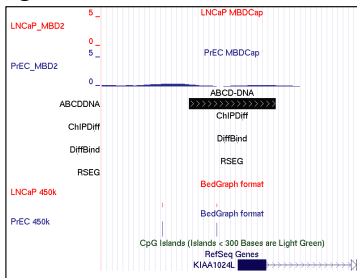 5
LNCaP MBDCap
LNCaP_MBD2
0
5
PrEC MBDCap
PrEC_MBD2
0
ABCD-DNA
ABCDDNA
ChIPDiff
ChIPDiff
DiffBind
DiffBind
RSEG
RSEG
LNCaP 450k
BedGraph format
PrEC 450k
BedGraph format
CpG Islands (Islands < 300 Bases are Light Green)
RefSeq Genes
KIAA1024L